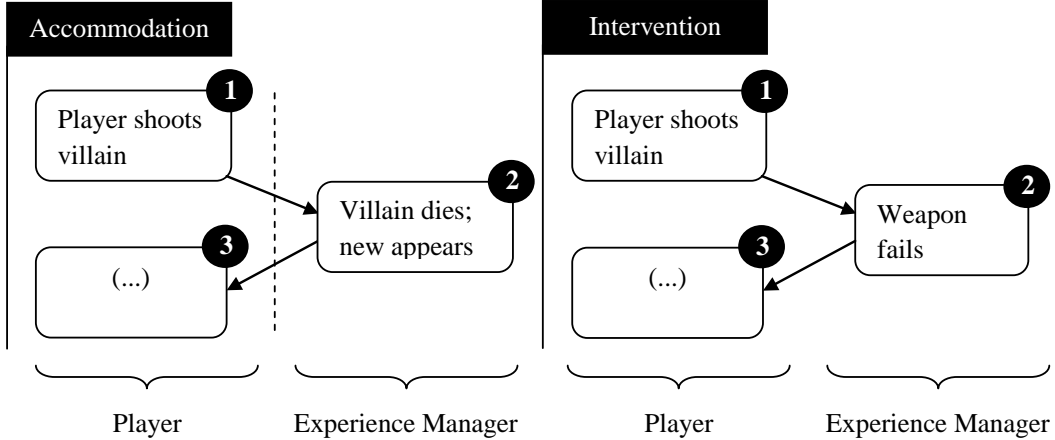 Accommodation
1
Player shoots
villain
2
Villain dies;
new appears
3
(...)
Player
Experience Manager
Intervention
1
Player shoots
villain
2
Weapon
fails
3
(...)
Player
Experience Manager